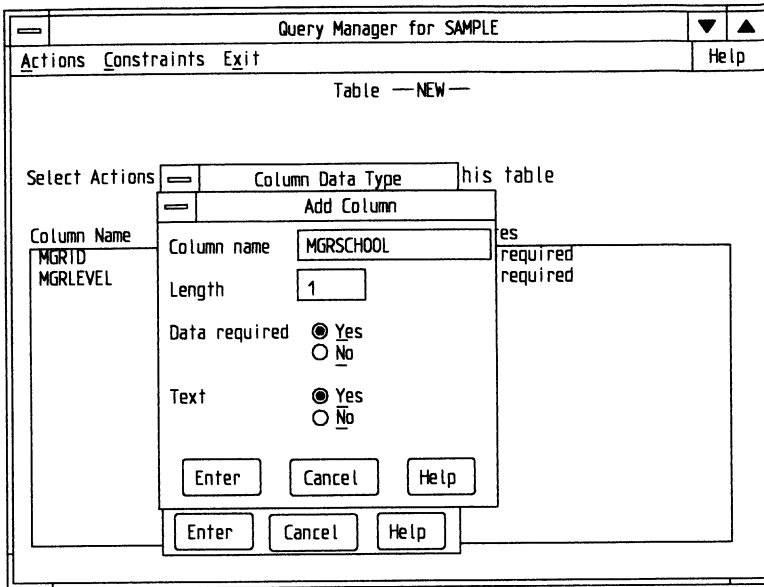 Query Manager for SAMPLE
Actions Constraints Exit Help
Table —NEW—
Select Actions Column Data Type his table
Add Column
Column Name es
Column name MGRSCHOOL
MGRID required
MGRLEVEL required
Length 1
Data required Yes
No
Text Yes
No
Enter Cancel Help
Enter Cancel Help